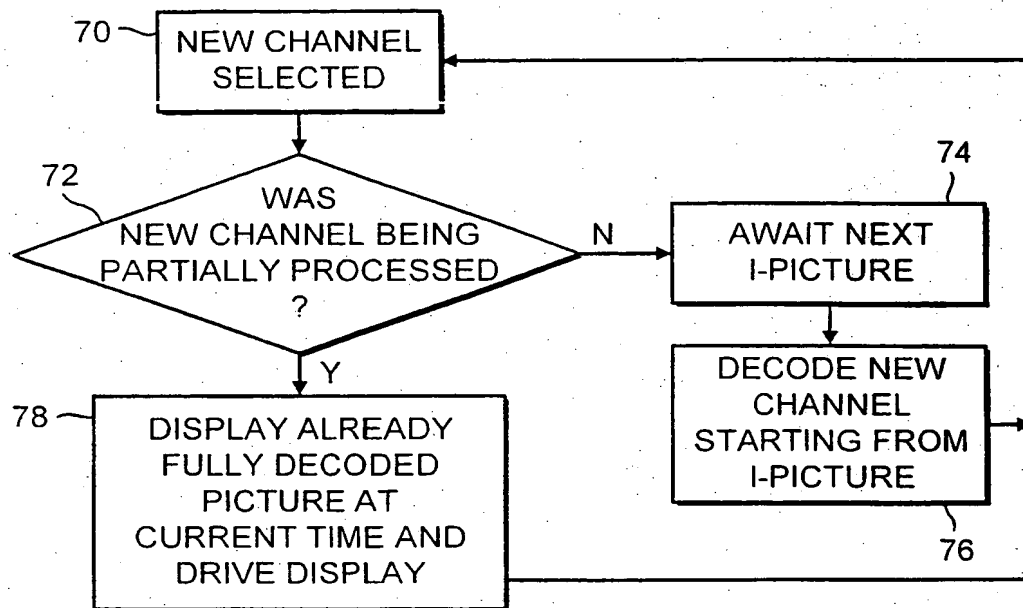 70
NEW CHANNEL
SELECTED
72
WAS
NEW CHANNEL BEING
PARTIALLY PROCESSED
?
N
Y
74
AWAIT NEXT
I-PICTURE
DECODE NEW
CHANNEL
STARTING FROM
I-PICTURE
76
78
DISPLAY ALREADY
FULLY DECODED
PICTURE AT
CURRENT TIME AND
DRIVE DISPLAY